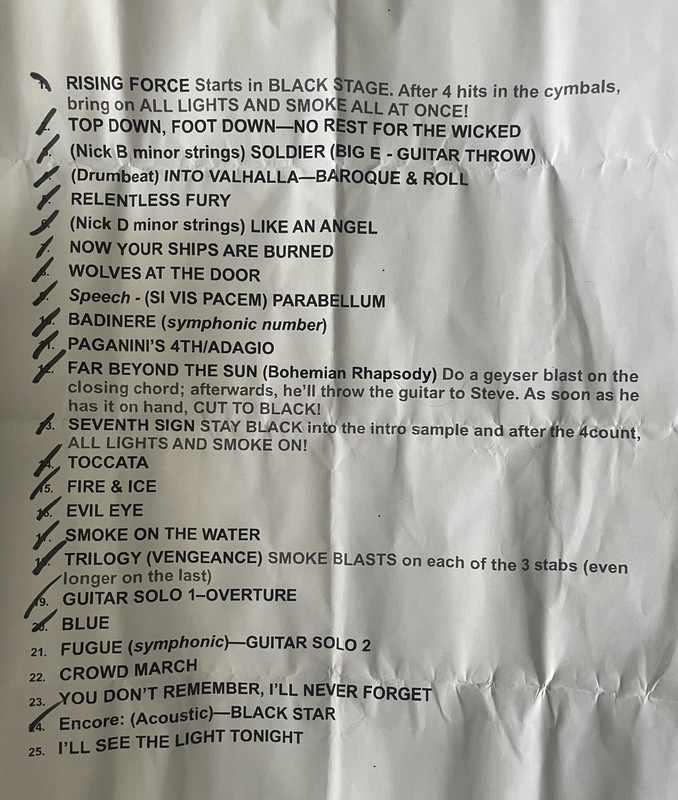 RISING FORCE Starts in BLACK STAGE. After 4 hits in the cymbals,
bring on ALL LIGHTS AND SMOKE ALL AT ONCE!
TOP DOWN, FOOT DOWN—NO REST FOR THE WICKED
(Nick B minor strings) SOLDIER (BIG E - GUITAR THROW)
(Drumbeat) INTO VALHALLA—BAROQUE & ROLL
RELENTLESS FURY
(Nick D minor strings) LIKE AN ANGEL
NOW YOUR SHIPS ARE BURNED
WOLVES AT THE DOOR
Speech - (SI VIS PACEM) PARABELLUM
BADINERE (symphonic number)
PAGANINI'S 4TH/ADAGIO
FAR BEYOND THE SUN (Bohemian Rhapsody) Do a geyser blast on the
closing chord; afterwards, he'll throw the guitar to Steve. As soon as he
has it on hand, CUT TO BLACK!
3. SEVENTH SIGN STAY BLACK into the intro sample and after the 4count,
ALL LIGHTS AND SMOKE ON!
TOCCATA
15. FIRE & ICE
EVIL EYE
SMOKE ON THE WATER
TRILOGY (VENGEANCE) SMOKE BLASTS on each of the 3 stabs (even
longer on the last)
19. GUITAR SOLO 1–OVERTURE
20. BLUE
21. FUGUE (symphonic)—GUITAR SOLO 2
22. CROWD MARCH
23. YOU DON'T REMEMBER, I'LL NEVER FORGET
24. Encore: (Acoustic)—BLACK STAR
25. I'LL SEE THE LIGHT TONIGHT